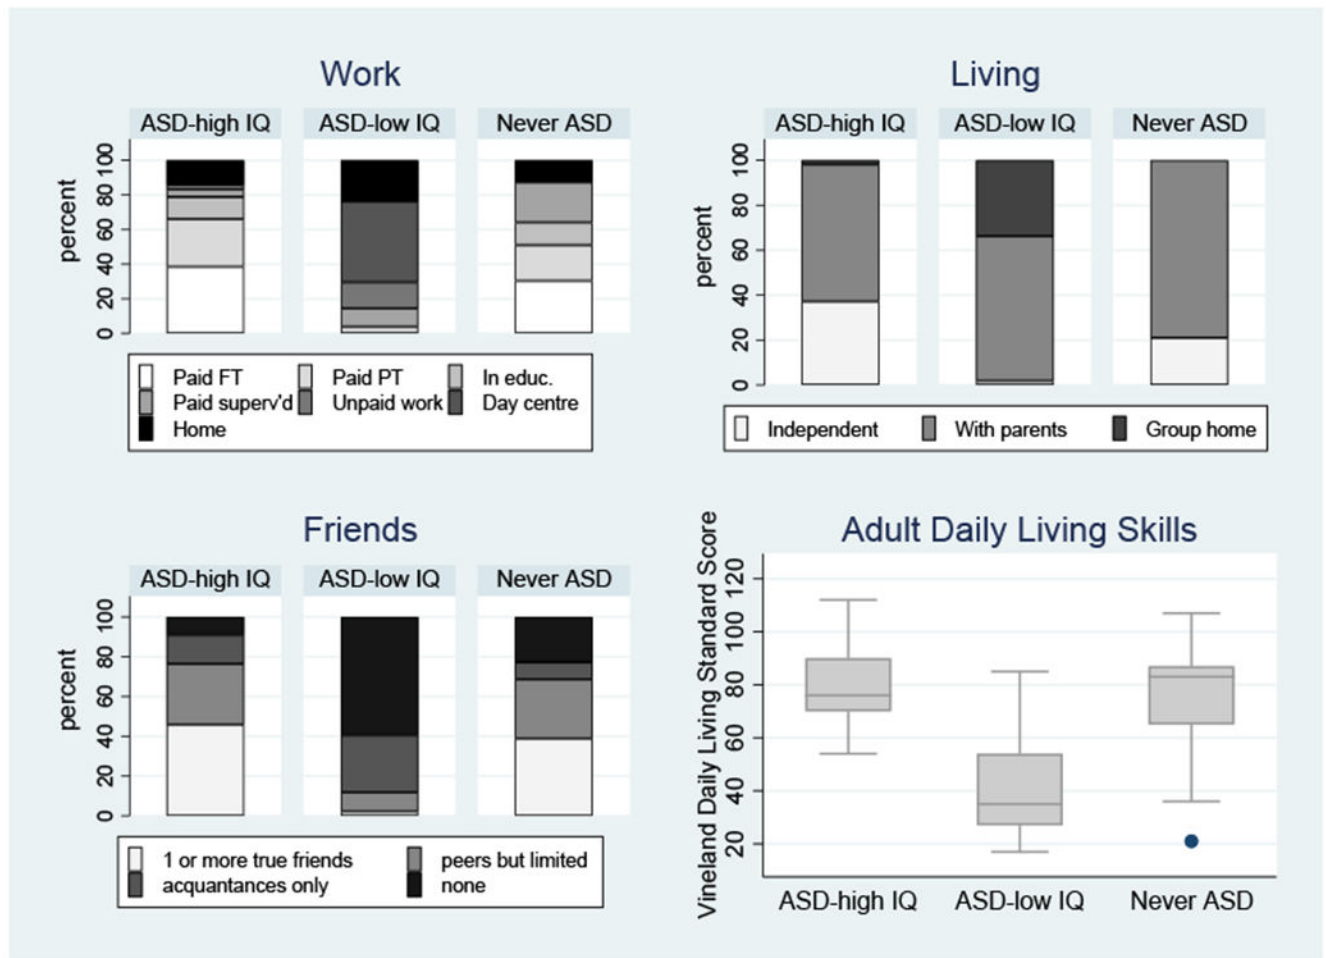 Work
ASD-high IQ ASD-low IQ Never ASD
percent
0 20 40 60 80 100
Paid FT Paid PT In educ.
Paid superv'd Unpaid work Day centre
Home
Living
ASD-high IQ ASD-low IQ Never ASD
percent
0 20 40 60 80 100
Independent With parents Group home
Friends
ASD-high IQ ASD-low IQ Never ASD
percent
0 20 40 60 80 100
1 or more true friends peers but limited
acquantances only none
Adult Daily Living Skills
Vineland Daily Living Standard Score
20 40 60 80 100 120
ASD-high IQ ASD-low IQ Never ASD